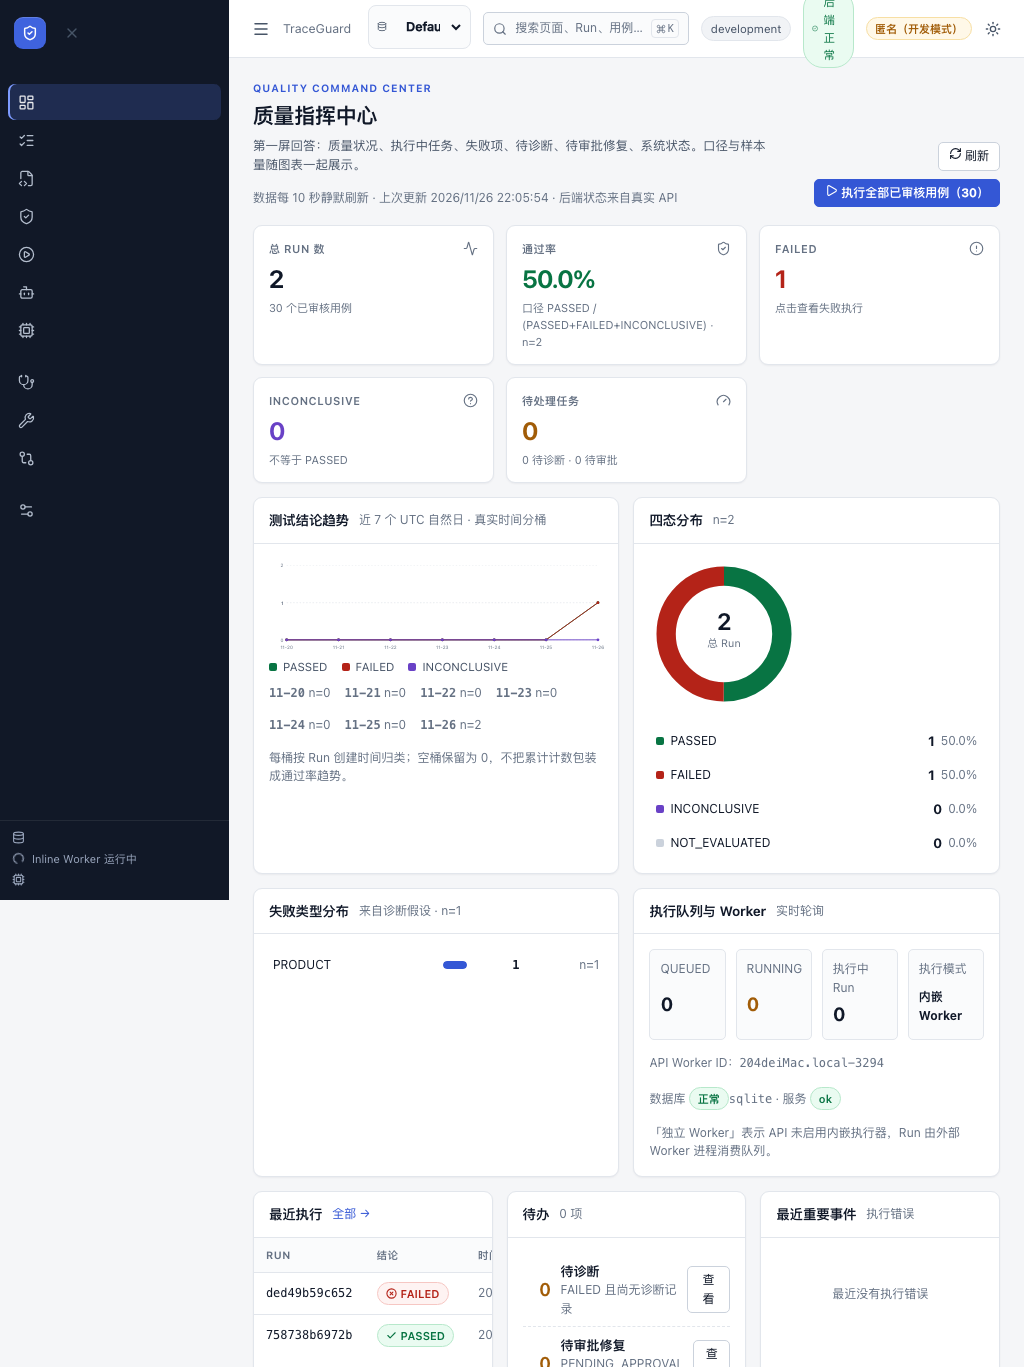 TraceGuard
Defau
搜索页面、Run、用例...
⌘K
development
后端正常
匿名（开发模式）
QUALITY COMMAND CENTER
质量指挥中心
第一屏回答：质量状况、执行中任务、失败项、待诊断、待审批修复、系统状态。口径与样本
量随图表一起展示。
数据每 10 秒静默刷新 · 上次更新 2026/11/26 22:05:54 · 后端状态来自真实 API
刷新
执行全部已审核用例（30）
总 RUN 数
2
30 个已审核用例
通过率
50.0%
口径 PASSED /
(PASSED+FAILED+INCONCLUSIVE) ·
n=2
FAILED
1
点击查看失败执行
INCONCLUSIVE
0
不等于 PASSED
待处理任务
0
0 待诊断 · 0 待审批
测试结论趋势 近 7 个 UTC 自然日 · 真实时间分桶
2
1
0
11-20 11-21 11-22 11-23 11-24 11-25 11-26
PASSED FAILED INCONCLUSIVE
11-20 n=0 11-21 n=0 11-22 n=0 11-23 n=0
11-24 n=0 11-25 n=0 11-26 n=2
每桶按 Run 创建时间归类；空桶保留为 0，不把累计计数包装
成通过率趋势。
四态分布 n=2
2
总 Run
PASSED 1 50.0%
FAILED 1 50.0%
INCONCLUSIVE 0 0.0%
NOT_EVALUATED 0 0.0%
Inline Worker 运行中
失败类型分布 来自诊断假设 · n=1
PRODUCT 1 n=1
执行队列与 Worker 实时轮询
QUEUED
0
RUNNING
0
执行中
Run
0
执行模式
内嵌
Worker
API Worker ID：204deiMac.local-3294
数据库 正常 sqlite · 服务 ok
「独立 Worker」表示 API 未启用内嵌执行器，Run 由外部
Worker 进程消费队列。
最近执行 全部 →
RUN 结论 时
ded49b59c652 FAILED 20
758738b6972b PASSED 20
待办 0 项
0
待诊断
FAILED 且尚无诊断记
录
查看
0
待审批修复
PENDING_APPROVAL
查
最近重要事件 执行错误
最近没有执行错误